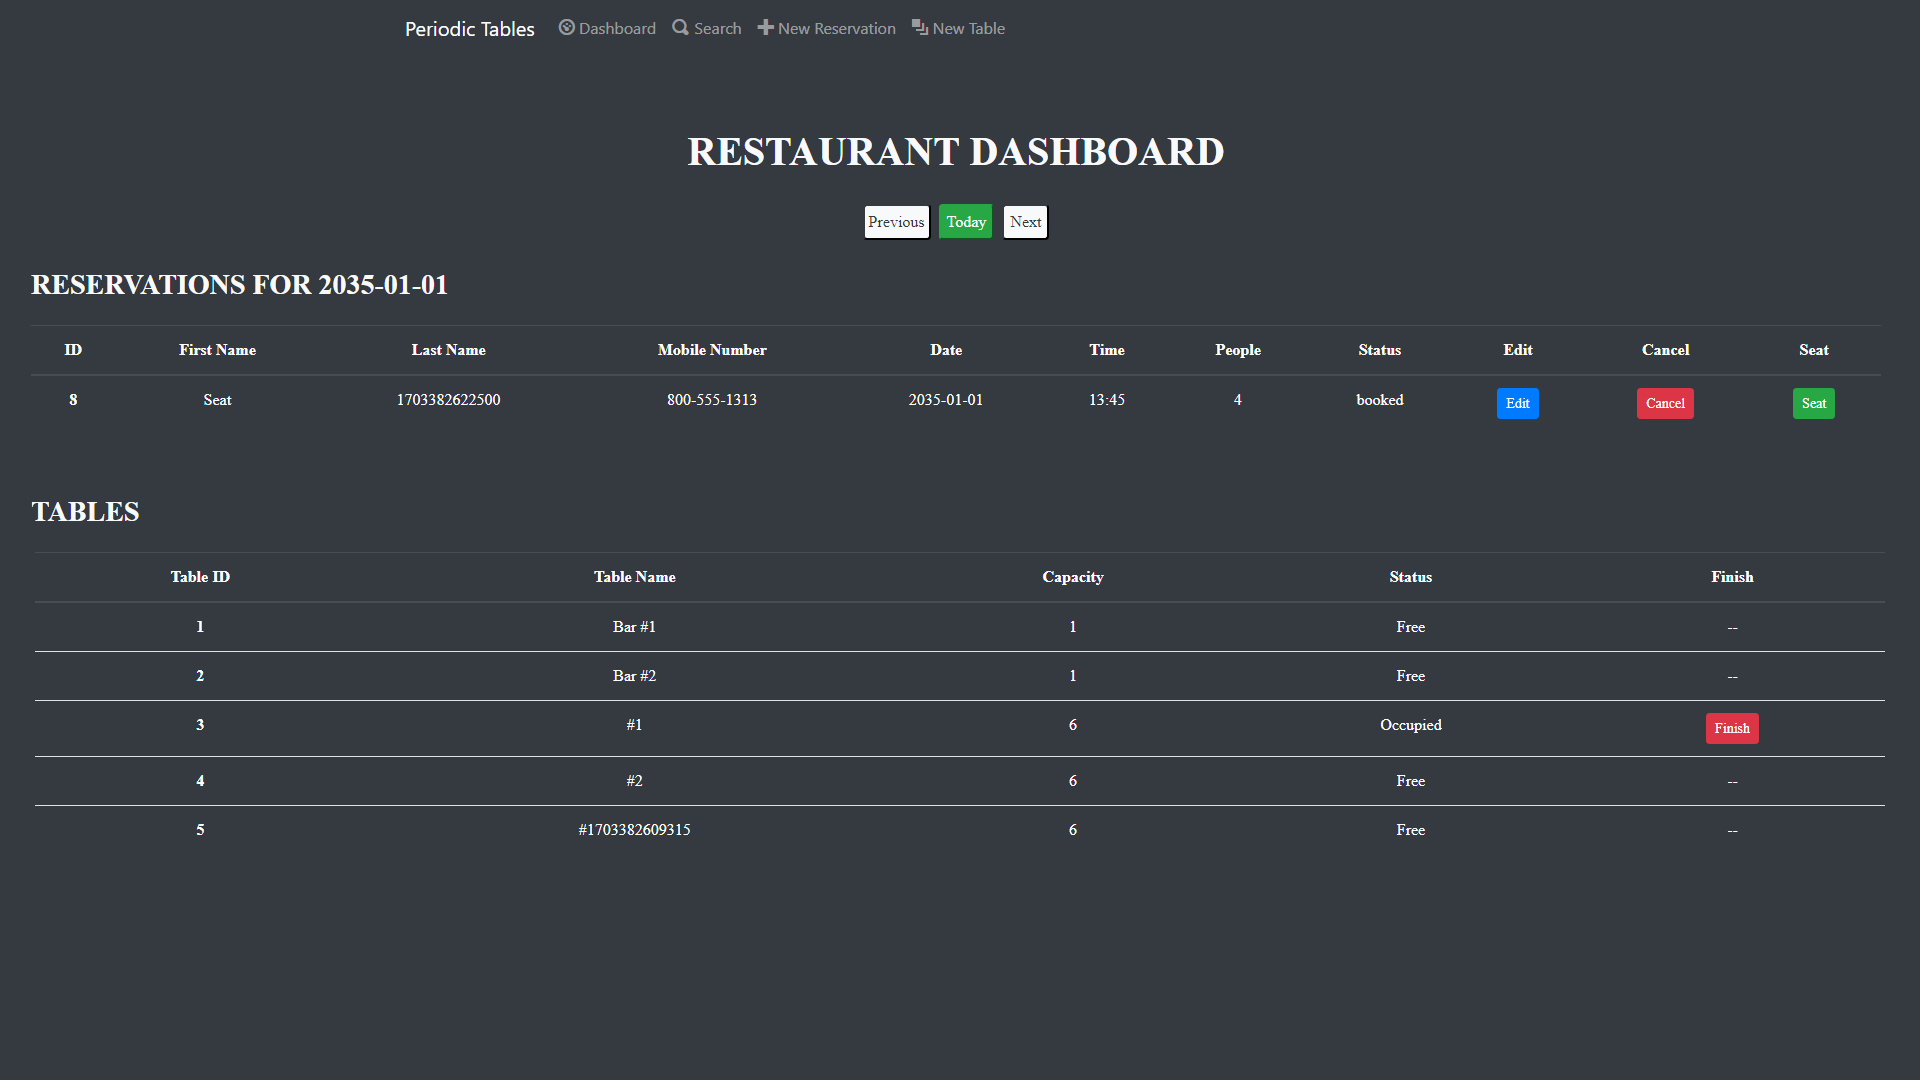 Periodic Tables Dashboard Search New Reservation New Table
RESTAURANT DASHBOARD
Previous Today Next
RESERVATIONS FOR 2035-01-01
ID First Name Last Name Mobile Number Date Time People Status Edit Cancel Seat
8 Seat 1703382622500 800-555-1313 2035-01-01 13:45 4 booked Edit Cancel Seat
TABLES
Table ID Table Name Capacity Status Finish
1 Bar #1 1 Free --
2 Bar #2 1 Free --
3 #1 6 Occupied Finish
4 #2 6 Free --
5 #1703382609315 6 Free --